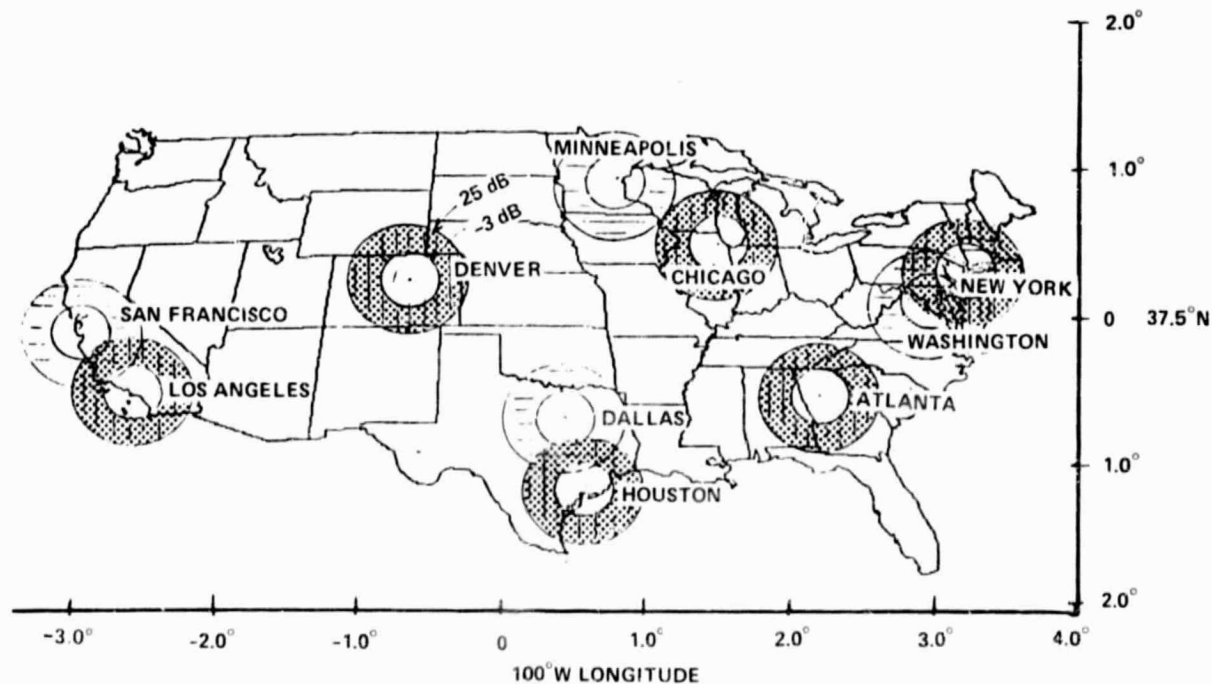 2.0°
MINNEAPOLIS
1.0°
25 dB
-3 dB
DENVER
CHICAGO
NEW YORK
SAN FRANCISCO
0 37.5°N
WASHINGTON
LOS ANGELES
ATLANTA
DALLAS
1.0°
HOUSTON
2.0°
-3.0° -2.0° -1.0° 0 1.0° 2.0° 3.0° 4.0°
100°W LONGITUDE